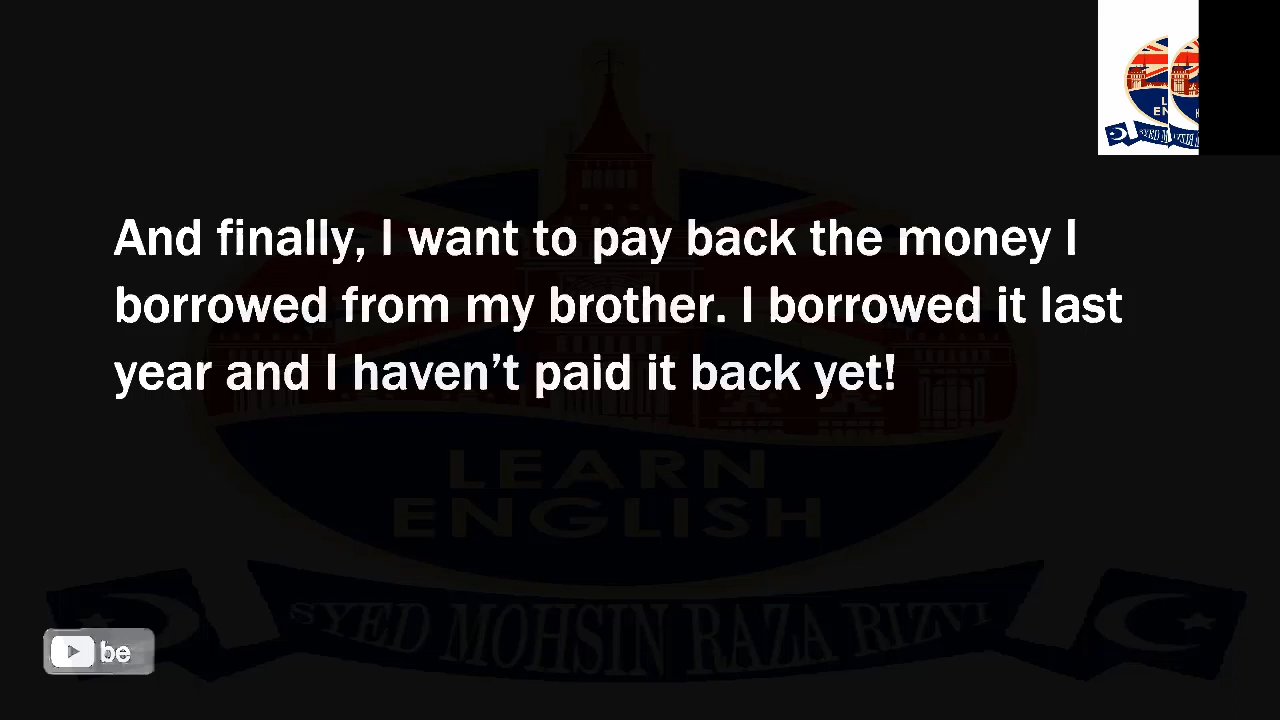 And finally, I want to pay back the money I
borrowed from my brother. I borrowed it last
year and I haven’t paid it back yet!
LEARN
ENGLISH
SYED MOHSIN RAZA RIZVI
be